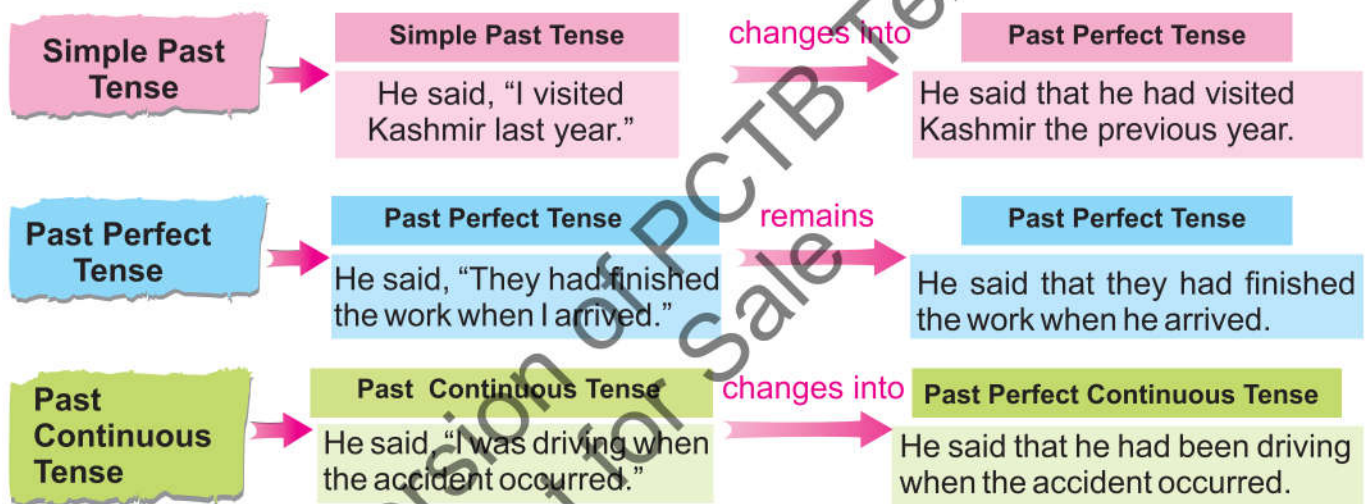 Simple Past
Tense
Simple Past Tense
He said, “I visited
Kashmir last year.”
changes into
Past Perfect Tense
He said that he had visited
Kashmir the previous year.
Past Perfect
Tense
Past Perfect Tense
He said, “They had finished
the work when I arrived.”
remains
Past Perfect Tense
He said that they had finished
the work when he arrived.
Past
Continuous
Tense
Past Continuous Tense
He said, “I was driving when
the accident occurred.”
changes into
Past Perfect Continuous Tense
He said that he had been driving
when the accident occurred.
of PCTB
for Sale